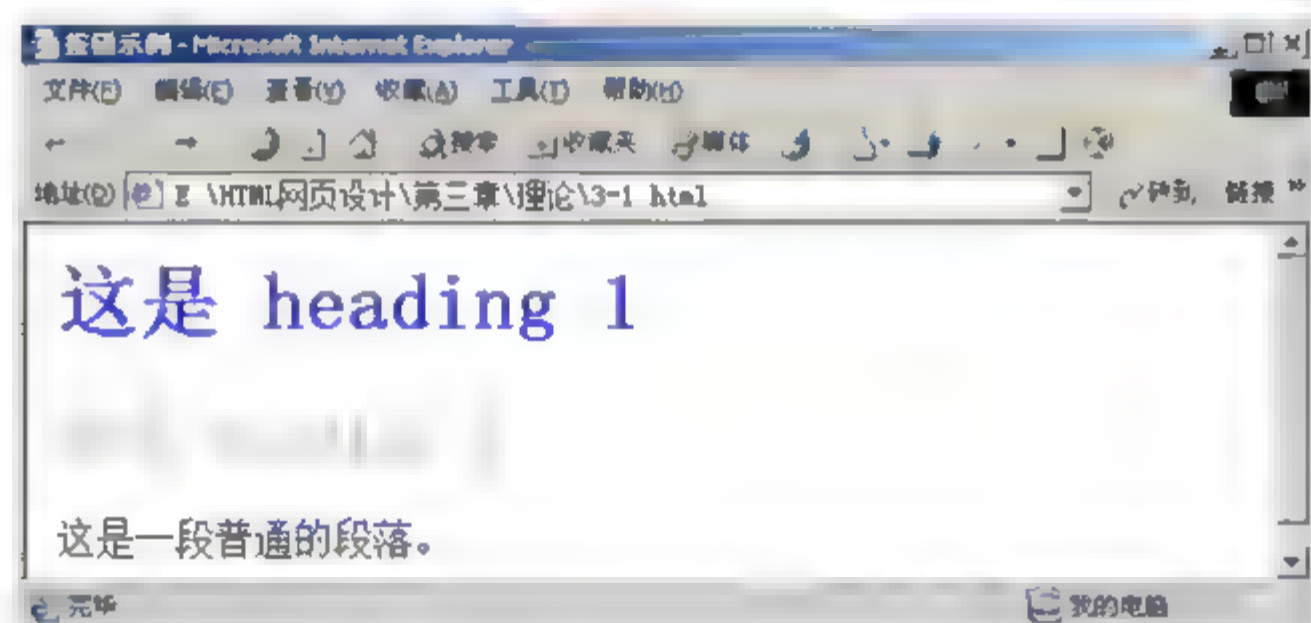 示例 - Microsoft Internet Explorer
文件(F) 编辑(E) 查看(V) 收藏(A) 工具(T) 帮助(H)
搜索 收藏夹 媒体
地址(D) E:\HTML网页设计\第三章\理论\3-1.html 转到 链接 »
这是 heading 1
这是一段普通的段落。
完毕 我的电脑